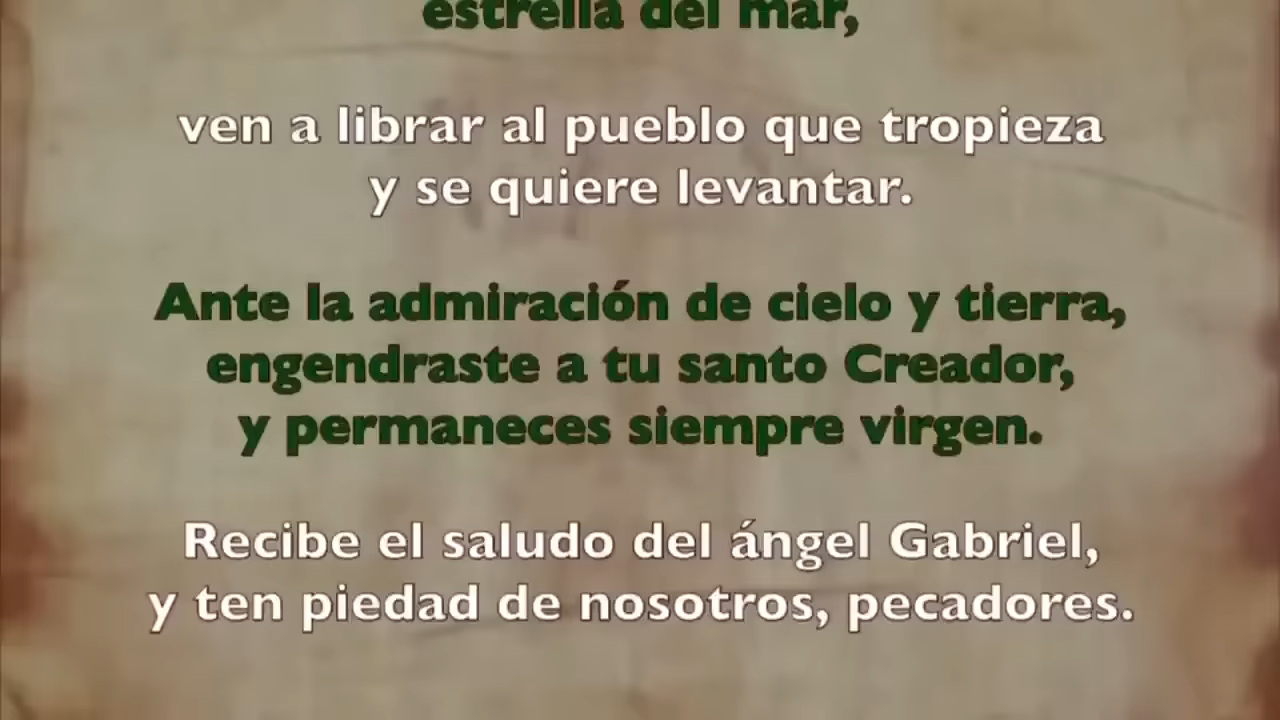 estrella del mar,
ven a librar al pueblo que tropieza
y se quiere levantar.
Ante la admiración de cielo y tierra,
engendraste a tu santo Creador,
y permaneces siempre virgen.
Recibe el saludo del ángel Gabriel,
y ten piedad de nosotros, pecadores.